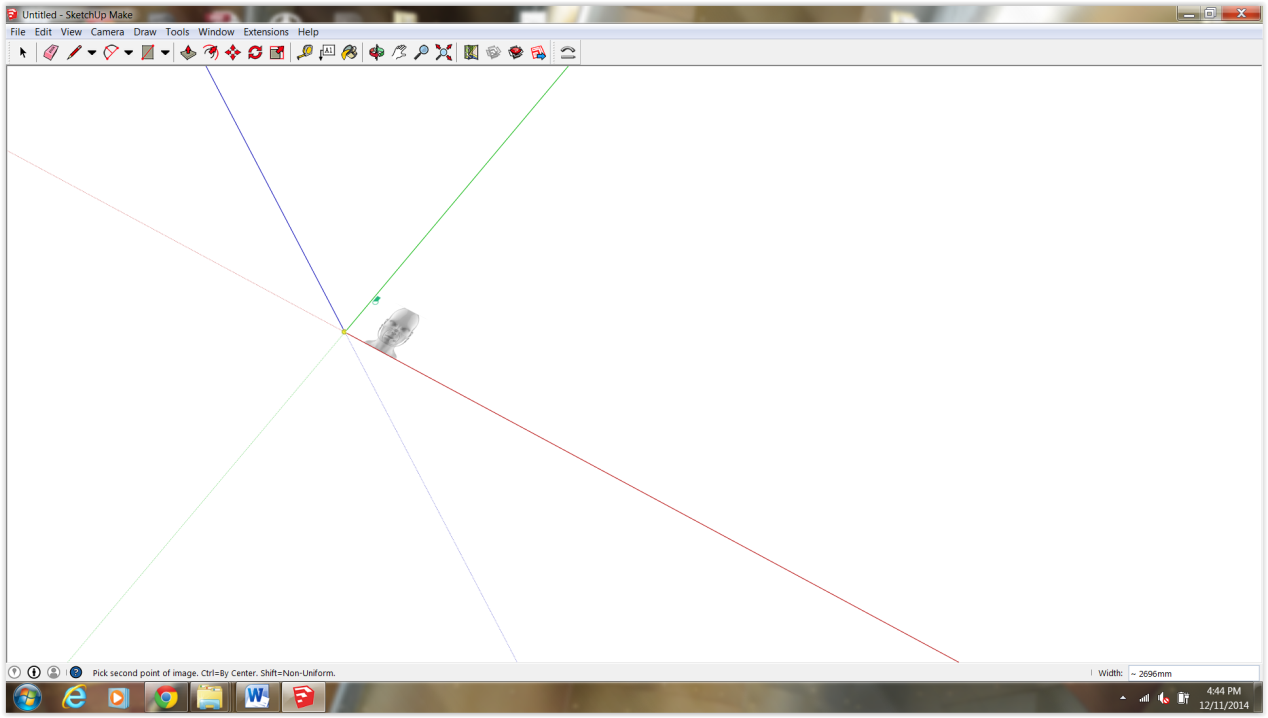 Untitled - SketchUp Make
File Edit View Camera Draw Tools Window Extensions Help
A1
Pick second point of image. Ctrl=By Center. Shift=Non-Uniform.
Width: ~ 2696mm
4:44 PM
12/11/2014